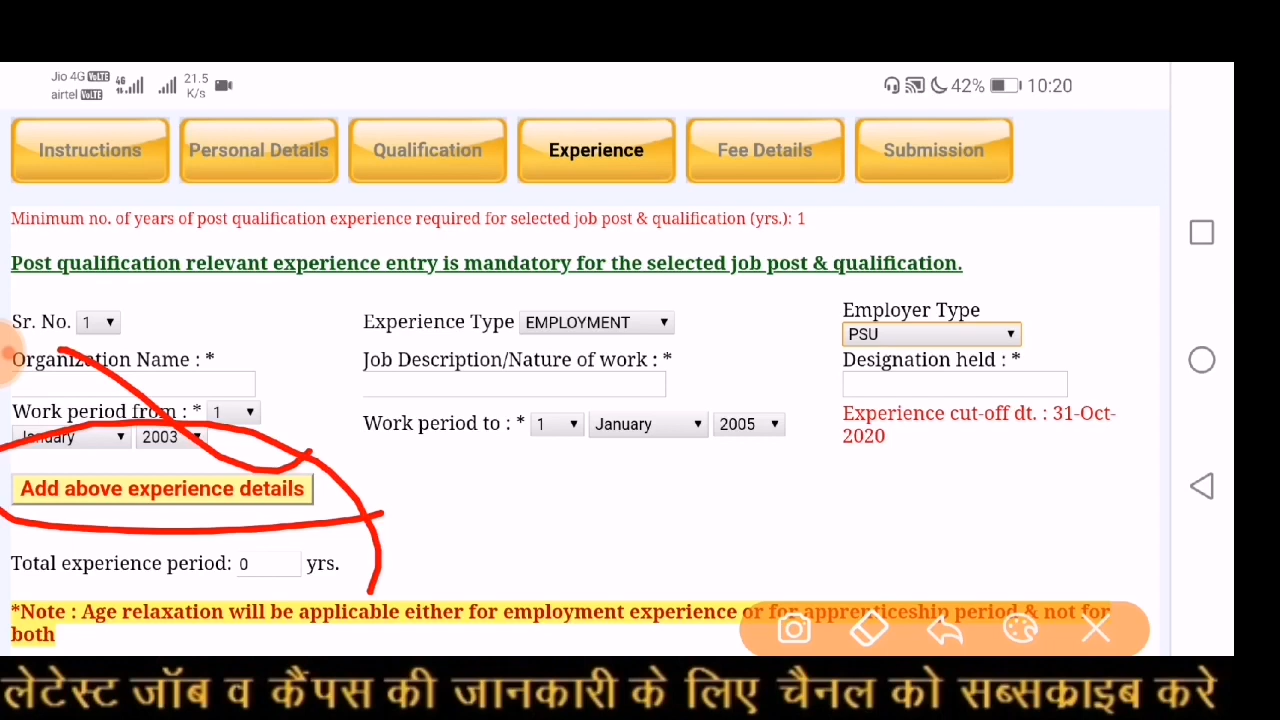 Jio 4G VoLTE
airtel VoLTE
4G
21.5
K/s
42%
10:20
Instructions
Personal Details
Qualification
Experience
Fee Details
Submission
Minimum no. of years of post qualification experience required for selected job post & qualification (yrs.): 1
Post qualification relevant experience entry is mandatory for the selected job post & qualification.
Sr. No. 1
Experience Type EMPLOYMENT
Employer Type
PSU
Organization Name : *
Job Description/Nature of work : *
Designation held : *
Work period from : * 1
January 2003
Work period to : * 1 January 2005
Experience cut-off dt. : 31-Oct-
2020
Add above experience details
Total experience period: 0 yrs.
*Note : Age relaxation will be applicable either for employment experience or for apprenticeship period & not for
both
लेटेस्ट जॉब व कैंपस की जानकारी के लिए चैनल को सब्सक्राइब करे